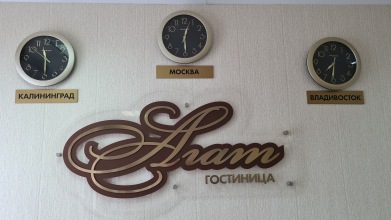 МОСКВА
КАЛИНИНГРАД
ВЛАДИВОСТОК
Агат
ГОСТИНИЦА